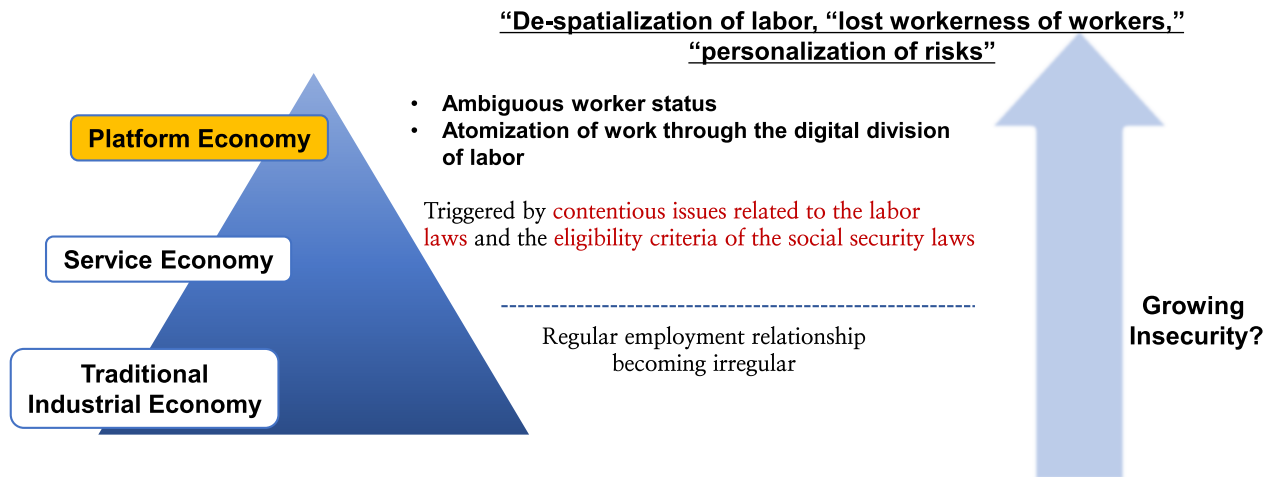 “De-spatialization of labor, “lost workerness of workers,”
“personalization of risks”
• Ambiguous worker status
• Atomization of work through the digital division
of labor
Platform Economy
Triggered by contentious issues related to the labor
laws and the eligibility criteria of the social security laws
Service Economy
Growing
Insecurity?
Regular employment relationship
becoming irregular
Traditional
Industrial Economy